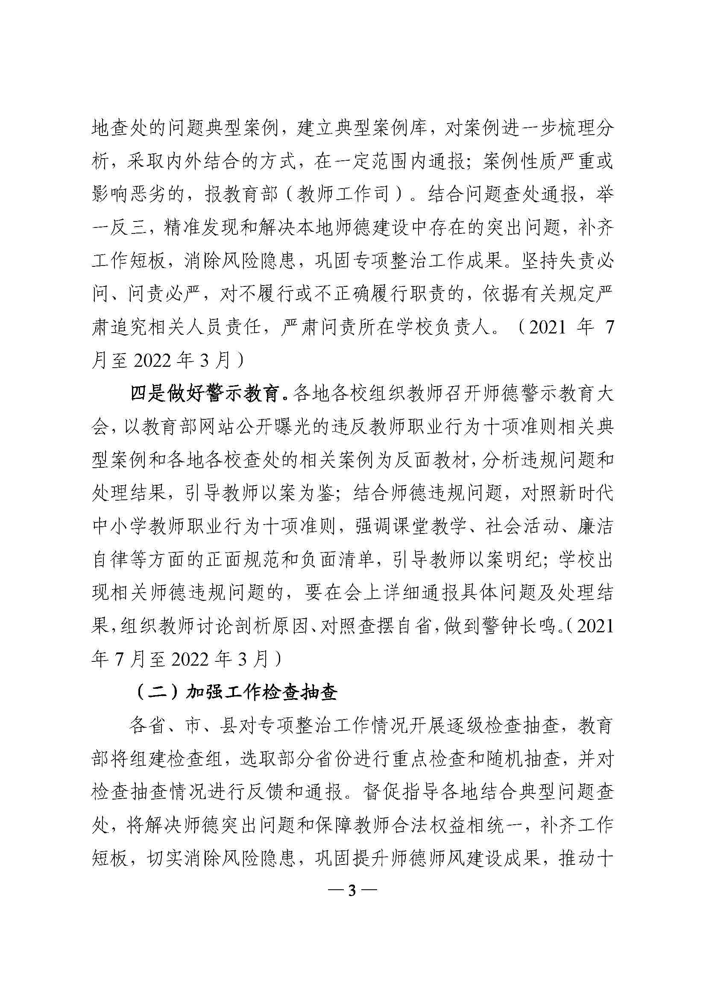 地查处的问题典型案例，建立典型案例库，对案例进一步梳理分
析，采取内外结合的方式，在一定范围内通报；案例性质严重或
影响恶劣的，报教育部（教师工作司）。结合问题查处通报，举
一反三，精准发现和解决本地师德建设中存在的突出问题，补齐
工作短板，消除风险隐患，巩固专项整治工作成果。坚持失责必
问、问责必严，对不履行或不正确履行职责的，依据有关规定严
肃追究相关人员责任，严肃问责所在学校负责人。（2021 年 7
月至 2022 年 3 月）
四是做好警示教育。各地各校组织教师召开师德警示教育大
会，以教育部网站公开曝光的违反教师职业行为十项准则相关典
型案例和各地各校查处的相关案例为反面教材，分析违规问题和
处理结果，引导教师以案为鉴；结合师德违规问题，对照新时代
中小学教师职业行为十项准则，强调课堂教学、社会活动、廉洁
自律等方面的正面规范和负面清单，引导教师以案明纪；学校出
现相关师德违规问题的，要在会上详细通报具体问题及处理结
果，组织教师讨论剖析原因、对照查摆自省，做到警钟长鸣。（2021
年 7 月至 2022 年 3 月）
（二）加强工作检查抽查
各省、市、县对专项整治工作情况开展逐级检查抽查，教育
部将组建检查组，选取部分省份进行重点检查和随机抽查，并对
检查抽查情况进行反馈和通报。督促指导各地结合典型问题查
处，将解决师德突出问题和保障教师合法权益相统一，补齐工作
短板，切实消除风险隐患，巩固提升师德师风建设成果，推动十
— 3 —